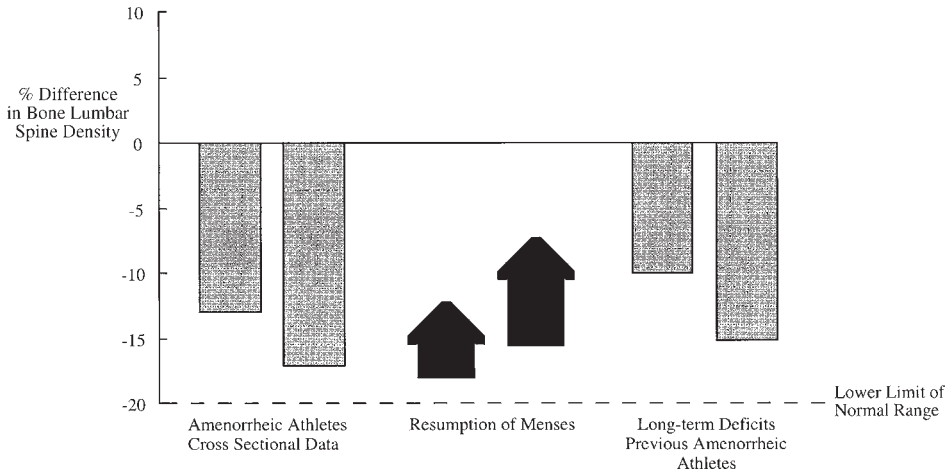 10
5
0
-5
-10
-15
-20
% Difference
in Bone Lumbar
Spine Density
Lower Limit of
Normal Range
Amenorrheic Athletes
Cross Sectional Data
Resumption of Menses
Long-term Deficits
Previous Amenorrheic
Athletes